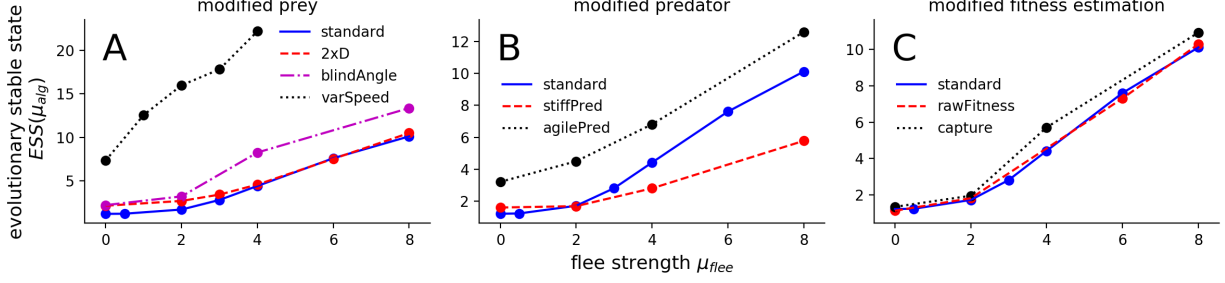 modified prey
modified predator
modified fitness estimation
evolutionary stable state
ESS(μalg)
A
standard
2xD
blindAngle
varSpeed
20
15
10
5
0
2
4
6
8
B
standard
stiffPred
agilePred
12
10
8
6
4
2
0
2
4
6
8
flee strength μflee
C
standard
rawFitness
capture
10
8
6
4
2
0
2
4
6
8